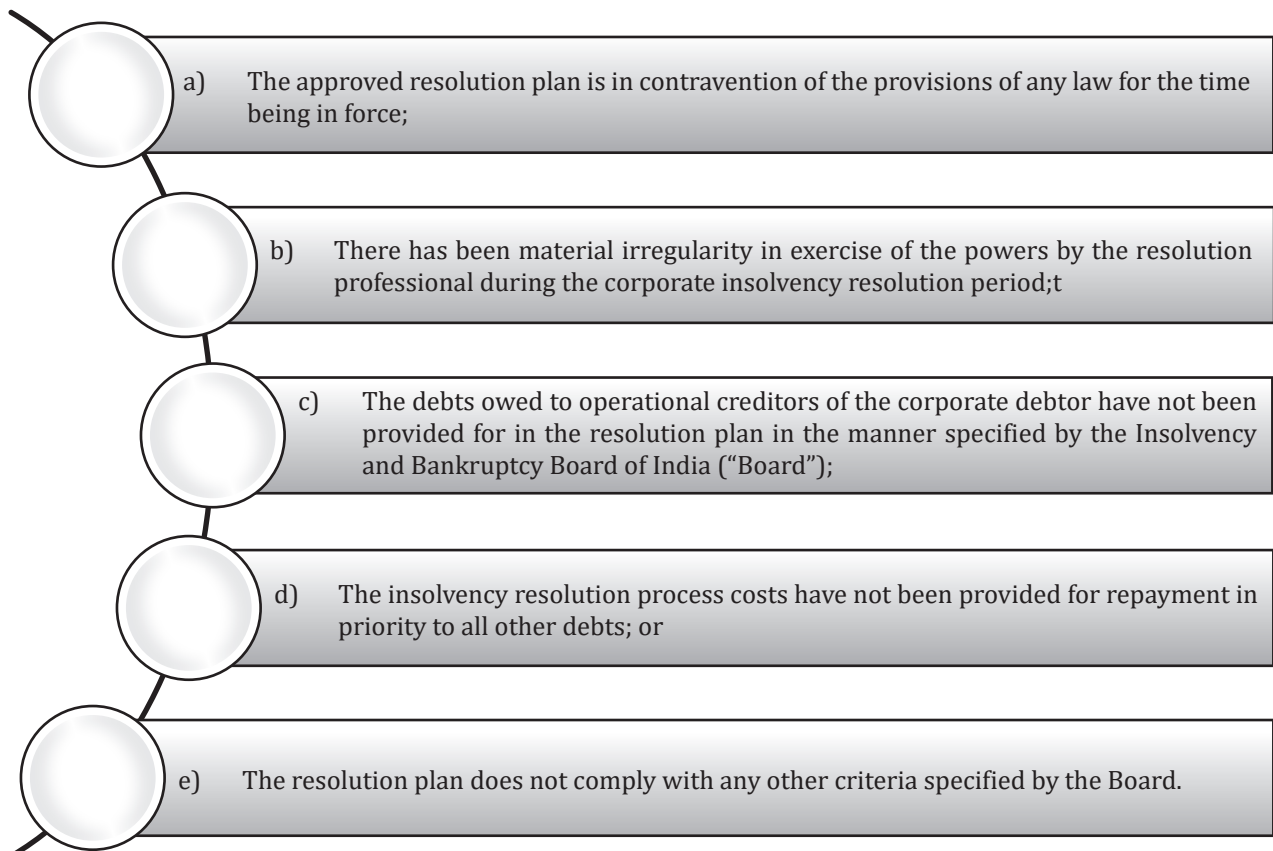 a) The approved resolution plan is in contravention of the provisions of any law for the time
being in force;
b) There has been material irregularity in exercise of the powers by the resolution
professional during the corporate insolvency resolution period;t
c) The debts owed to operational creditors of the corporate debtor have not been
provided for in the resolution plan in the manner specified by the Insolvency
and Bankruptcy Board of India (“Board”);
d) The insolvency resolution process costs have not been provided for repayment in
priority to all other debts; or
e) The resolution plan does not comply with any other criteria specified by the Board.